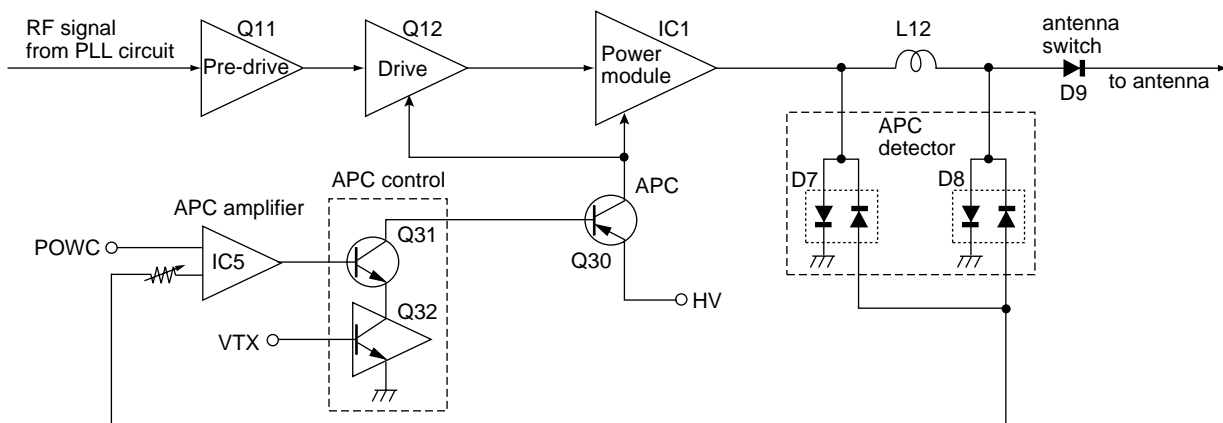 RF signal
from PLL circuit
Q11
Pre-drive
Q12
Drive
IC1
Power
module
L12
antenna
switch
D9
to antenna
APC
detector
D7
D8
APC control
APC
APC amplifier
Q31
POWC
IC5
Q30
Q32
HV
VTX